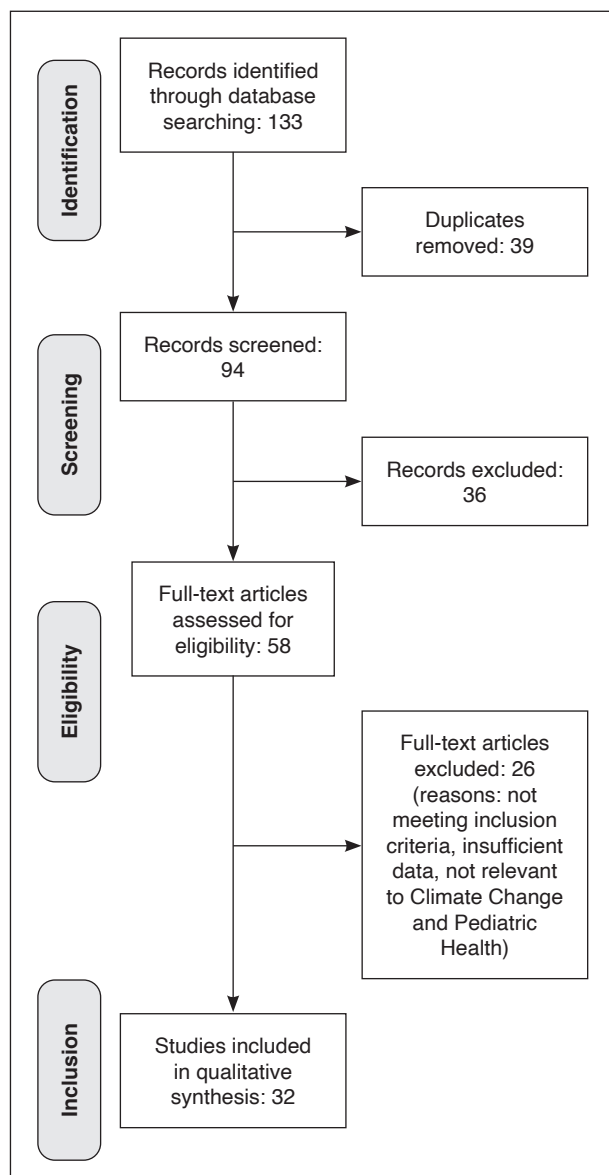 Identification
Records identified
through database
searching: 133
Duplicates
removed: 39
Screening
Records screened:
94
Records excluded:
36
Eligibility
Full-text articles
assessed for
eligibility: 58
Full-text articles
excluded: 26
(reasons: not
meeting inclusion
criteria, insufficient
data, not relevant
to Climate Change
and Pediatric
Health)
Inclusion
Studies included
in qualitative
synthesis: 32